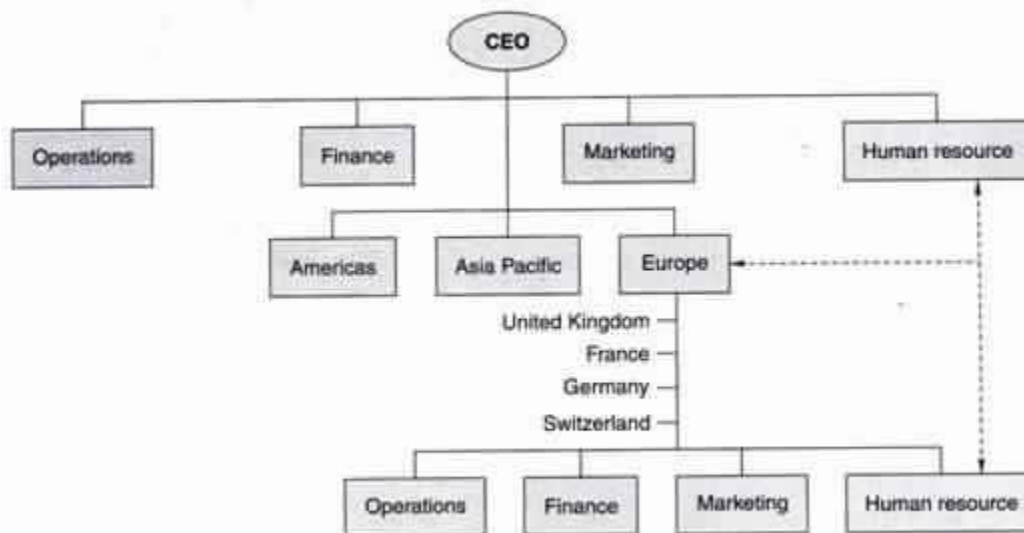 CEO
Operations
Finance
Marketing
Human resource
Americas
Asia Pacific
Europe
United Kingdom
France
Germany
Switzerland
Operations
Finance
Marketing
Human resource